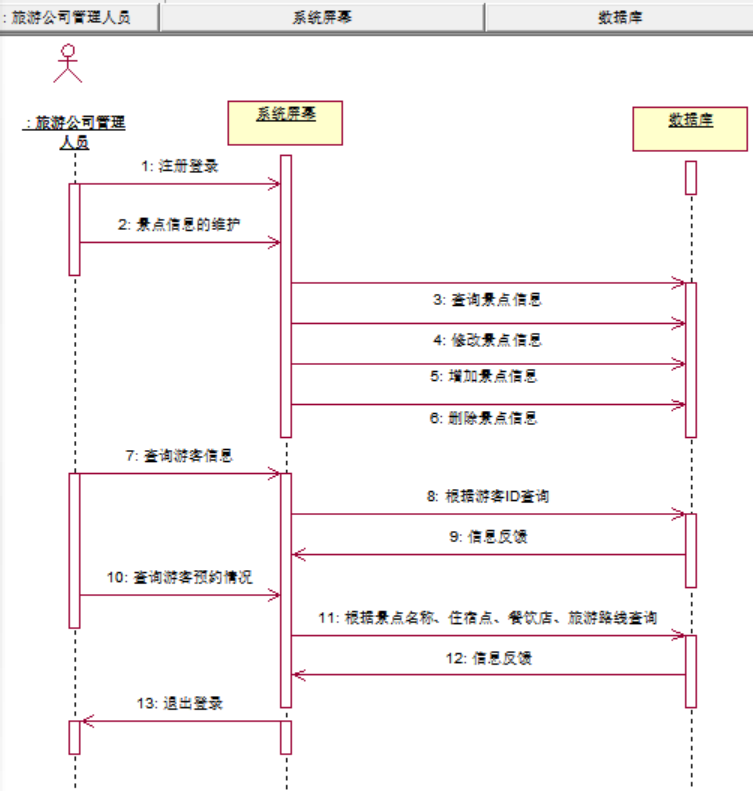 : 旅游公司管理人员
系统屏幕
数据库
: 旅游公司管理
人员
系统屏幕
数据库
1: 注册登录
2: 景点信息的维护
3: 查询景点信息
4: 修改景点信息
5: 增加景点信息
6: 删除景点信息
7: 查询游客信息
8: 根据游客ID查询
9: 信息反馈
10: 查询游客预约情况
11: 根据景点名称、住宿点、餐饮店、旅游路线查询
12: 信息反馈
13: 退出登录